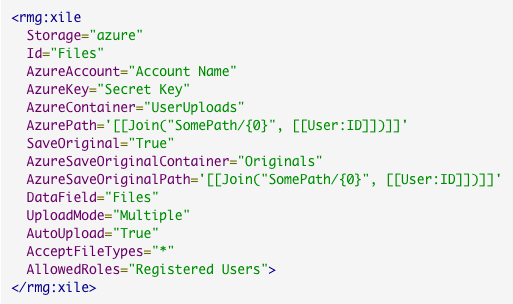 <rmg:xile
Storage="azure"
Id="Files"
AzureAccount="Account Name"
AzureKey="Secret Key"
AzureContainer="UserUploads"
AzurePath='[[Join("SomePath/{0}", [[User:ID]])]]'
SaveOriginal="True"
AzureSaveOriginalContainer="Originals"
AzureSaveOriginalPath='[[Join("SomePath/{0}", [[User:ID]])]]'
DataField="Files"
UploadMode="Multiple"
AutoUpload="True"
AcceptFileTypes="*"
AllowedRoles="Registered Users">
</rmg:xile>